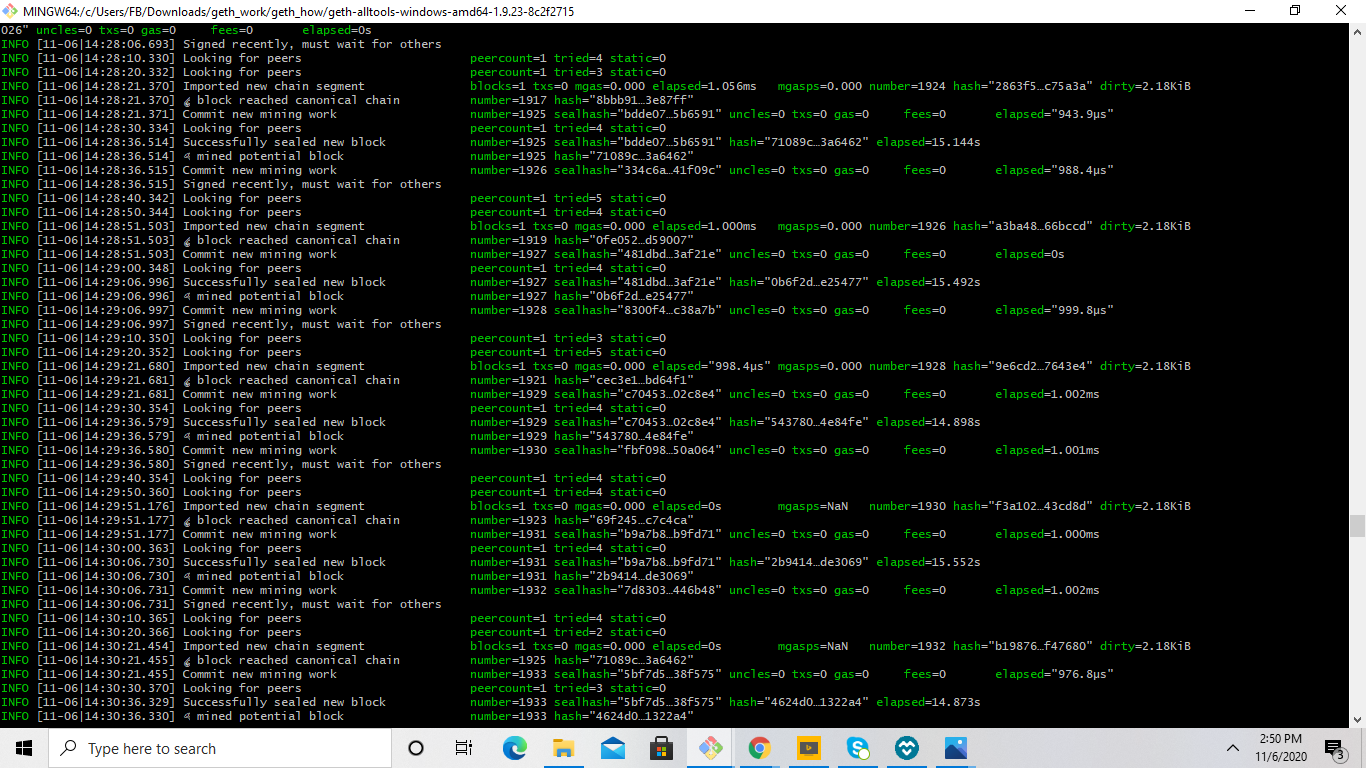 MINGW64:/c/Users/FB/Downloads/geth_work/geth_how/geth-alltools-windows-amd64-1.9.23-8c2f2715
026" uncles=0 txs=0 gas=0 fees=0 elapsed=0s
INFO [11-06|14:28:06.693] Signed recently, must wait for others
INFO [11-06|14:28:10.330] Looking for peers peercount=1 tried=4 static=0
INFO [11-06|14:28:20.332] Looking for peers peercount=1 tried=3 static=0
INFO [11-06|14:28:21.370] Imported new chain segment blocks=1 txs=0 mgas=0.000 elapsed=1.056ms mgasps=0.000 number=1924 hash="2863f5…c75a3a" dirty=2.18KiB
INFO [11-06|14:28:21.370] block reached canonical chain number=1917 hash="8bbb91…3e87ff"
INFO [11-06|14:28:21.371] Commit new mining work number=1925 sealhash="bdde07…5b6591" uncles=0 txs=0 gas=0 fees=0 elapsed="943.9µs"
INFO [11-06|14:28:30.334] Looking for peers peercount=1 tried=4 static=0
INFO [11-06|14:28:36.514] Successfully sealed new block number=1925 sealhash="bdde07…5b6591" hash="71089c…3a6462" elapsed=15.144s
INFO [11-06|14:28:36.514] mined potential block number=1925 hash="71089c…3a6462"
INFO [11-06|14:28:36.515] Commit new mining work number=1926 sealhash="334c6a…41f09c" uncles=0 txs=0 gas=0 fees=0 elapsed="988.4µs"
INFO [11-06|14:28:36.515] Signed recently, must wait for others
INFO [11-06|14:28:40.342] Looking for peers peercount=1 tried=5 static=0
INFO [11-06|14:28:50.344] Looking for peers peercount=1 tried=4 static=0
INFO [11-06|14:28:51.503] Imported new chain segment blocks=1 txs=0 mgas=0.000 elapsed=1.000ms mgasps=0.000 number=1926 hash="a3ba48…66bccd" dirty=2.18KiB
INFO [11-06|14:28:51.503] block reached canonical chain number=1919 hash="0fe052…d59007"
INFO [11-06|14:28:51.503] Commit new mining work number=1927 sealhash="481dbd…3af21e" uncles=0 txs=0 gas=0 fees=0 elapsed=0s
INFO [11-06|14:29:00.348] Looking for peers peercount=1 tried=4 static=0
INFO [11-06|14:29:06.996] Successfully sealed new block number=1927 sealhash="481dbd…3af21e" hash="0b6f2d…e25477" elapsed=15.492s
INFO [11-06|14:29:06.996] mined potential block number=1927 hash="0b6f2d…e25477"
INFO [11-06|14:29:06.997] Commit new mining work number=1928 sealhash="8300f4…c38a7b" uncles=0 txs=0 gas=0 fees=0 elapsed="999.8µs"
INFO [11-06|14:29:06.997] Signed recently, must wait for others
INFO [11-06|14:29:10.350] Looking for peers peercount=1 tried=3 static=0
INFO [11-06|14:29:20.352] Looking for peers peercount=1 tried=5 static=0
INFO [11-06|14:29:21.680] Imported new chain segment blocks=1 txs=0 mgas=0.000 elapsed="998.4µs" mgasps=0.000 number=1928 hash="9e6cd2…7643e4" dirty=2.18KiB
INFO [11-06|14:29:21.681] block reached canonical chain number=1921 hash="cec3e1…bd64f1"
INFO [11-06|14:29:21.681] Commit new mining work number=1929 sealhash="c70453…02c8e4" uncles=0 txs=0 gas=0 fees=0 elapsed=1.002ms
INFO [11-06|14:29:30.354] Looking for peers peercount=1 tried=4 static=0
INFO [11-06|14:29:36.579] Successfully sealed new block number=1929 sealhash="c70453…02c8e4" hash="543780…4e84fe" elapsed=14.898s
INFO [11-06|14:29:36.579] mined potential block number=1929 hash="543780…4e84fe"
INFO [11-06|14:29:36.580] Commit new mining work number=1930 sealhash="fbf098…50a064" uncles=0 txs=0 gas=0 fees=0 elapsed=1.001ms
INFO [11-06|14:29:36.580] Signed recently, must wait for others
INFO [11-06|14:29:40.354] Looking for peers peercount=1 tried=4 static=0
INFO [11-06|14:29:50.360] Looking for peers peercount=1 tried=4 static=0
INFO [11-06|14:29:51.176] Imported new chain segment blocks=1 txs=0 mgas=0.000 elapsed=0s mgasps=NaN number=1930 hash="f3a102…43cd8d" dirty=2.18KiB
INFO [11-06|14:29:51.177] block reached canonical chain number=1923 hash="69f245…c7c4ca"
INFO [11-06|14:29:51.177] Commit new mining work number=1931 sealhash="b9a7b8…b9fd71" uncles=0 txs=0 gas=0 fees=0 elapsed=1.000ms
INFO [11-06|14:30:00.363] Looking for peers peercount=1 tried=4 static=0
INFO [11-06|14:30:06.730] Successfully sealed new block number=1931 sealhash="b9a7b8…b9fd71" hash="2b9414…de3069" elapsed=15.552s
INFO [11-06|14:30:06.730] mined potential block number=1931 hash="2b9414…de3069"
INFO [11-06|14:30:06.731] Commit new mining work number=1932 sealhash="7d8303…446b48" uncles=0 txs=0 gas=0 fees=0 elapsed=1.002ms
INFO [11-06|14:30:06.731] Signed recently, must wait for others
INFO [11-06|14:30:10.365] Looking for peers peercount=1 tried=4 static=0
INFO [11-06|14:30:20.366] Looking for peers peercount=1 tried=2 static=0
INFO [11-06|14:30:21.454] Imported new chain segment blocks=1 txs=0 mgas=0.000 elapsed=0s mgasps=NaN number=1932 hash="b19876…f47680" dirty=2.18KiB
INFO [11-06|14:30:21.455] block reached canonical chain number=1925 hash="71089c…3a6462"
INFO [11-06|14:30:21.455] Commit new mining work number=1933 sealhash="5bf7d5…38f575" uncles=0 txs=0 gas=0 fees=0 elapsed="976.8µs"
INFO [11-06|14:30:30.370] Looking for peers peercount=1 tried=3 static=0
INFO [11-06|14:30:36.329] Successfully sealed new block number=1933 sealhash="5bf7d5…38f575" hash="4624d0…1322a4" elapsed=14.873s
INFO [11-06|14:30:36.330] mined potential block number=1933 hash="4624d0…1322a4"
Type here to search
2:50 PM
11/6/2020
3